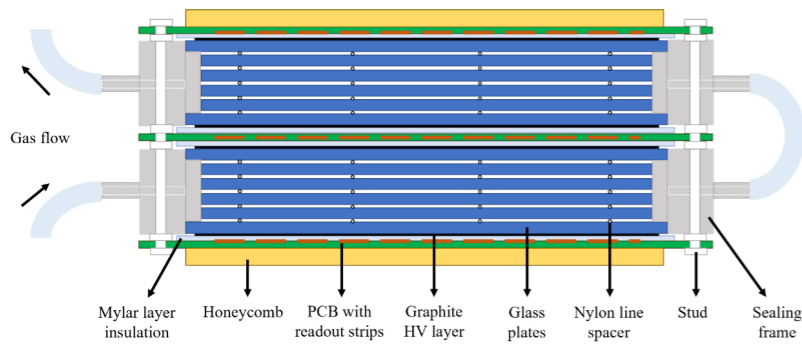 Gas flow
Mylar layer
insulation
Honeycomb
PCB with
readout strips
Graphite
HV layer
Glass
plates
Nylon line
spacer
Stud
Sealing
frame